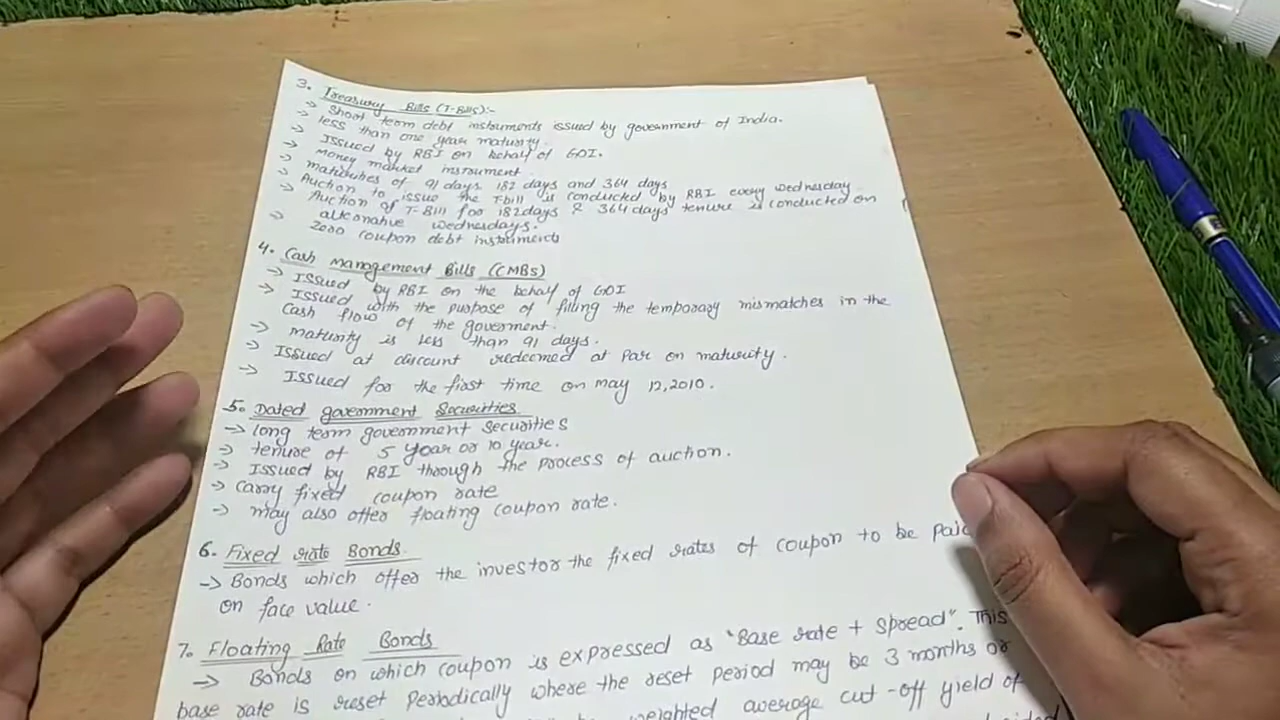 3. Treasury Bills (T-Bills):-
→ Short term debt instruments issued by government of India.
→ less than one year maturity.
→ Issued by RBI on behalf of GOI.
→ Money market instrument
→ maturities of 91 days 182 days and 364 days
→ Auction to issue the T-bill is conducted by RBI every wednesday
Auction of T-Bill for 182 days & 364 days tenure is conducted on
alternative wednesdays.
→ Zero coupon debt instruments
4. Cash management Bills (CMBs)
→ Issued by RBI on the behalf of GOI
→ Issued with the purpose of filling the temporary mismatches in the
cash flow of the goverment.
→ maturity is less than 91 days.
→ Issued at discount redeemed at Par on maturity.
→ Issued for the first time on may 12, 2010.
5. Dated government Securities
→ long term government securities
→ tenure of 5 year or 10 year.
→ Issued by RBI through the process of auction.
→ Carry fixed coupon rate
→ may also offer floating coupon rate.
6. Fixed rate Bonds.
→ Bonds which offer the investor the fixed rates of coupon to be paid
on face value.
7. Floating Rate Bonds
→ Bonds on which coupon is expressed as "Base rate + spread". This
base rate is reset Periodically where the reset period may be 3 months or
weighted average cut-off yield of